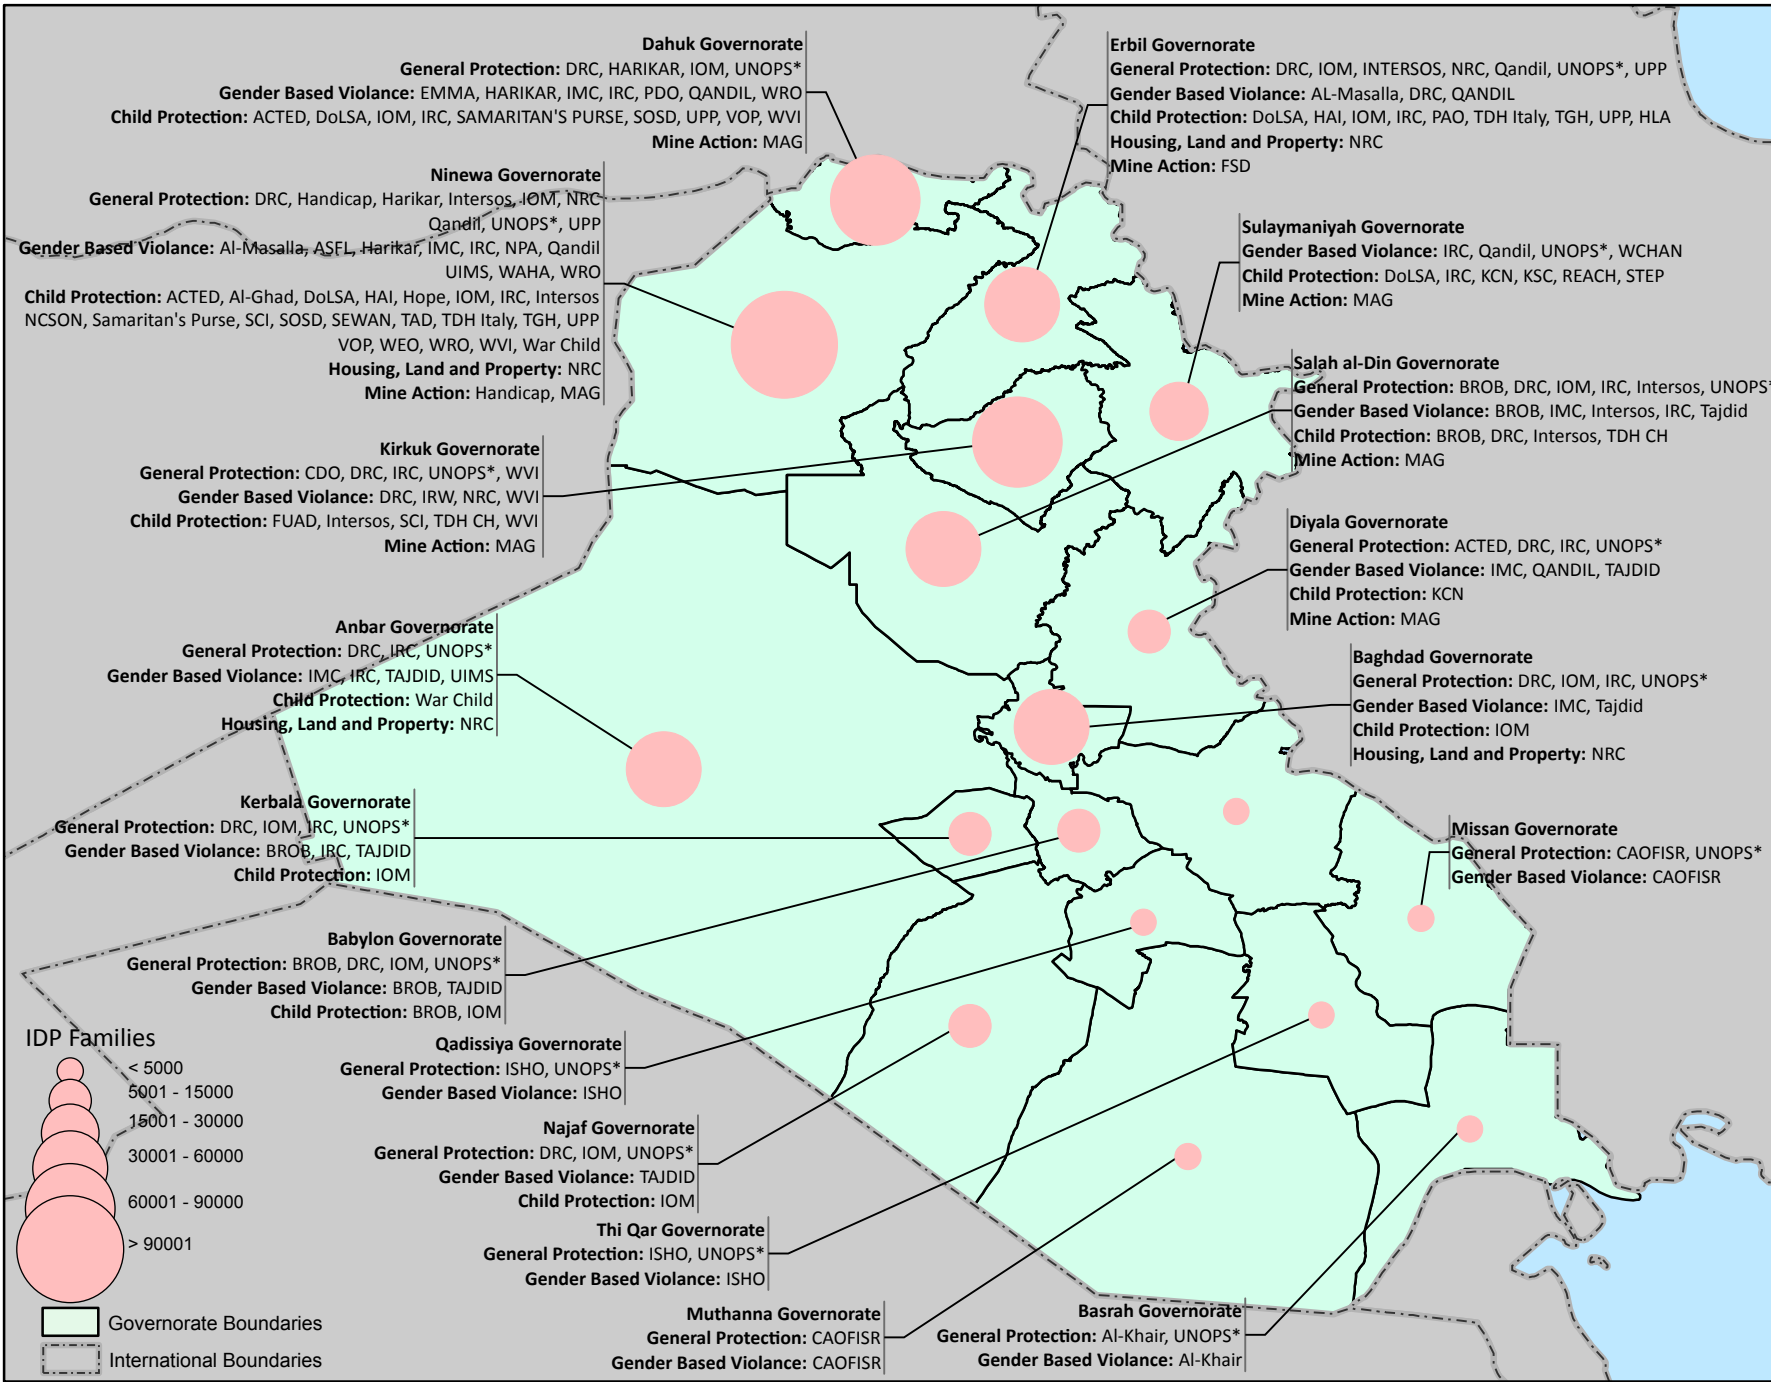 Dahuk Governorate
General Protection: DRC, HARIKAR, IOM, UNOPS*
Gender Based Violence: EMMA, HARIKAR, IMC, IRC, PDO, QANDIL, WRO
Child Protection: ACTED, DoLSA, IOM, IRC, SAMARITAN'S PURSE, SOSD, UPP, VOP, WVI
Mine Action: MAG
Erbil Governorate
General Protection: DRC, IOM, INTERSOS, NRC, Qandil, UNOPS*, UPP
Gender Based Violence: AL-Masalla, DRC, QANDIL
Child Protection: DoLSA, HAI, IOM, IRC, PAO, TDH Italy, TGH, UPP, HLA
Housing, Land and Property: NRC
Mine Action: FSD
Ninewa Governorate
General Protection: DRC, Handicap, Harikar, Intersos, IOM, NRC
Qandil, UNOPS*, UPP
Gender Based Violence: Al-Masalla, ASFL, Harikar, IMC, IRC, NPA, Qandil
UIMS, WAHA, WRO
Child Protection: ACTED, Al-Ghad, DoLSA, HAI, Hope, IOM, IRC, Intersos
NCSON, Samaritan's Purse, SCI, SOSD, SEWAN, TAD, TDH Italy, TGH, UPP
VOP, WEO, WRO, WVI, War Child
Housing, Land and Property: NRC
Mine Action: Handicap, MAG
Sulaymaniyah Governorate
Gender Based Violence: IRC, Qandil, UNOPS*, WCHAN
Child Protection: DoLSA, IRC, KCN, KSC, REACH, STEP
Mine Action: MAG
Salah al-Din Governorate
General Protection: BROB, DRC, IOM, IRC, Intersos, UNOPS*
Gender Based Violence: BROB, IMC, Intersos, IRC, Tajdid
Child Protection: BROB, DRC, Intersos, TDH CH
Mine Action: MAG
Kirkuk Governorate
General Protection: CDO, DRC, IRC, UNOPS*, WVI
Gender Based Violence: DRC, IRW, NRC, WVI
Child Protection: FUAD, Intersos, SCI, TDH CH, WVI
Mine Action: MAG
Diyala Governorate
General Protection: ACTED, DRC, IRC, UNOPS*
Gender Based Violence: IMC, QANDIL, TAJDID
Child Protection: KCN
Mine Action: MAG
Anbar Governorate
General Protection: DRC, IRC, UNOPS*
Gender Based Violence: IMC, IRC, TAJDID, UIMS
Child Protection: War Child
Housing, Land and Property: NRC
Baghdad Governorate
General Protection: DRC, IOM, IRC, UNOPS*
Gender Based Violence: IMC, Tajdid
Child Protection: IOM
Housing, Land and Property: NRC
Kerbala Governorate
General Protection: DRC, IOM, IRC, UNOPS*
Gender Based Violence: BROB, IRC, TAJDID
Child Protection: IOM
Missan Governorate
General Protection: CAOFISR, UNOPS*
Gender Based Violence: CAOFISR
Babylon Governorate
General Protection: BROB, DRC, IOM, UNOPS*
Gender Based Violence: BROB, TAJDID
Child Protection: BROB, IOM
Qadissiya Governorate
General Protection: ISHO, UNOPS*
Gender Based Violence: ISHO
Najaf Governorate
General Protection: DRC, IOM, UNOPS*
Gender Based Violence: TAJDID
Child Protection: IOM
Thi Qar Governorate
General Protection: ISHO, UNOPS*
Gender Based Violence: ISHO
Muthanna Governorate
General Protection: CAOFISR
Gender Based Violence: CAOFISR
Basrah Governorate
General Protection: Al-Khair, UNOPS*
Gender Based Violence: Al-Khair
IDP Families
< 5000
5001 - 15000
15001 - 30000
30001 - 60000
60001 - 90000
> 90001
Governorate Boundaries
International Boundaries